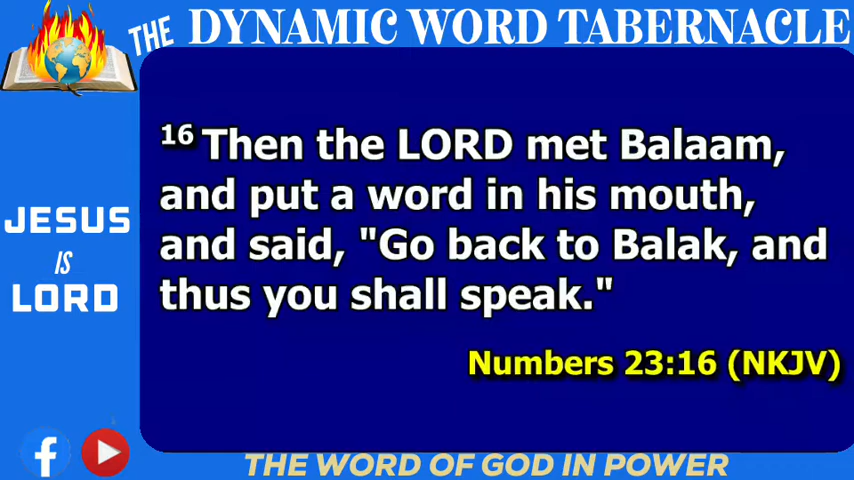 THE DYNAMIC WORD TABERNACLE
16 Then the LORD met Balaam,
and put a word in his mouth,
and said, "Go back to Balak, and
thus you shall speak."
Numbers 23:16 (NKJV)
JESUS
IS
LORD
THE WORD OF GOD IN POWER